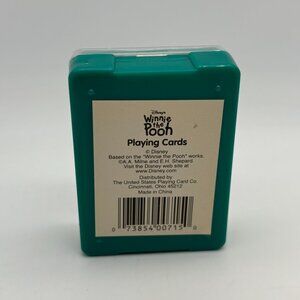 Disney's
Winnie
the
Pooh
Playing Cards
© Disney
Based on the "Winnie the Pooh" works.
©A.A. Milne and E.H. Shepard
Visit the Disney web site at
www.Disney.com
Distributed by
The United States Playing Card Co.
Cincinnati, Ohio 45212
Made in China
0 73854 00715 8